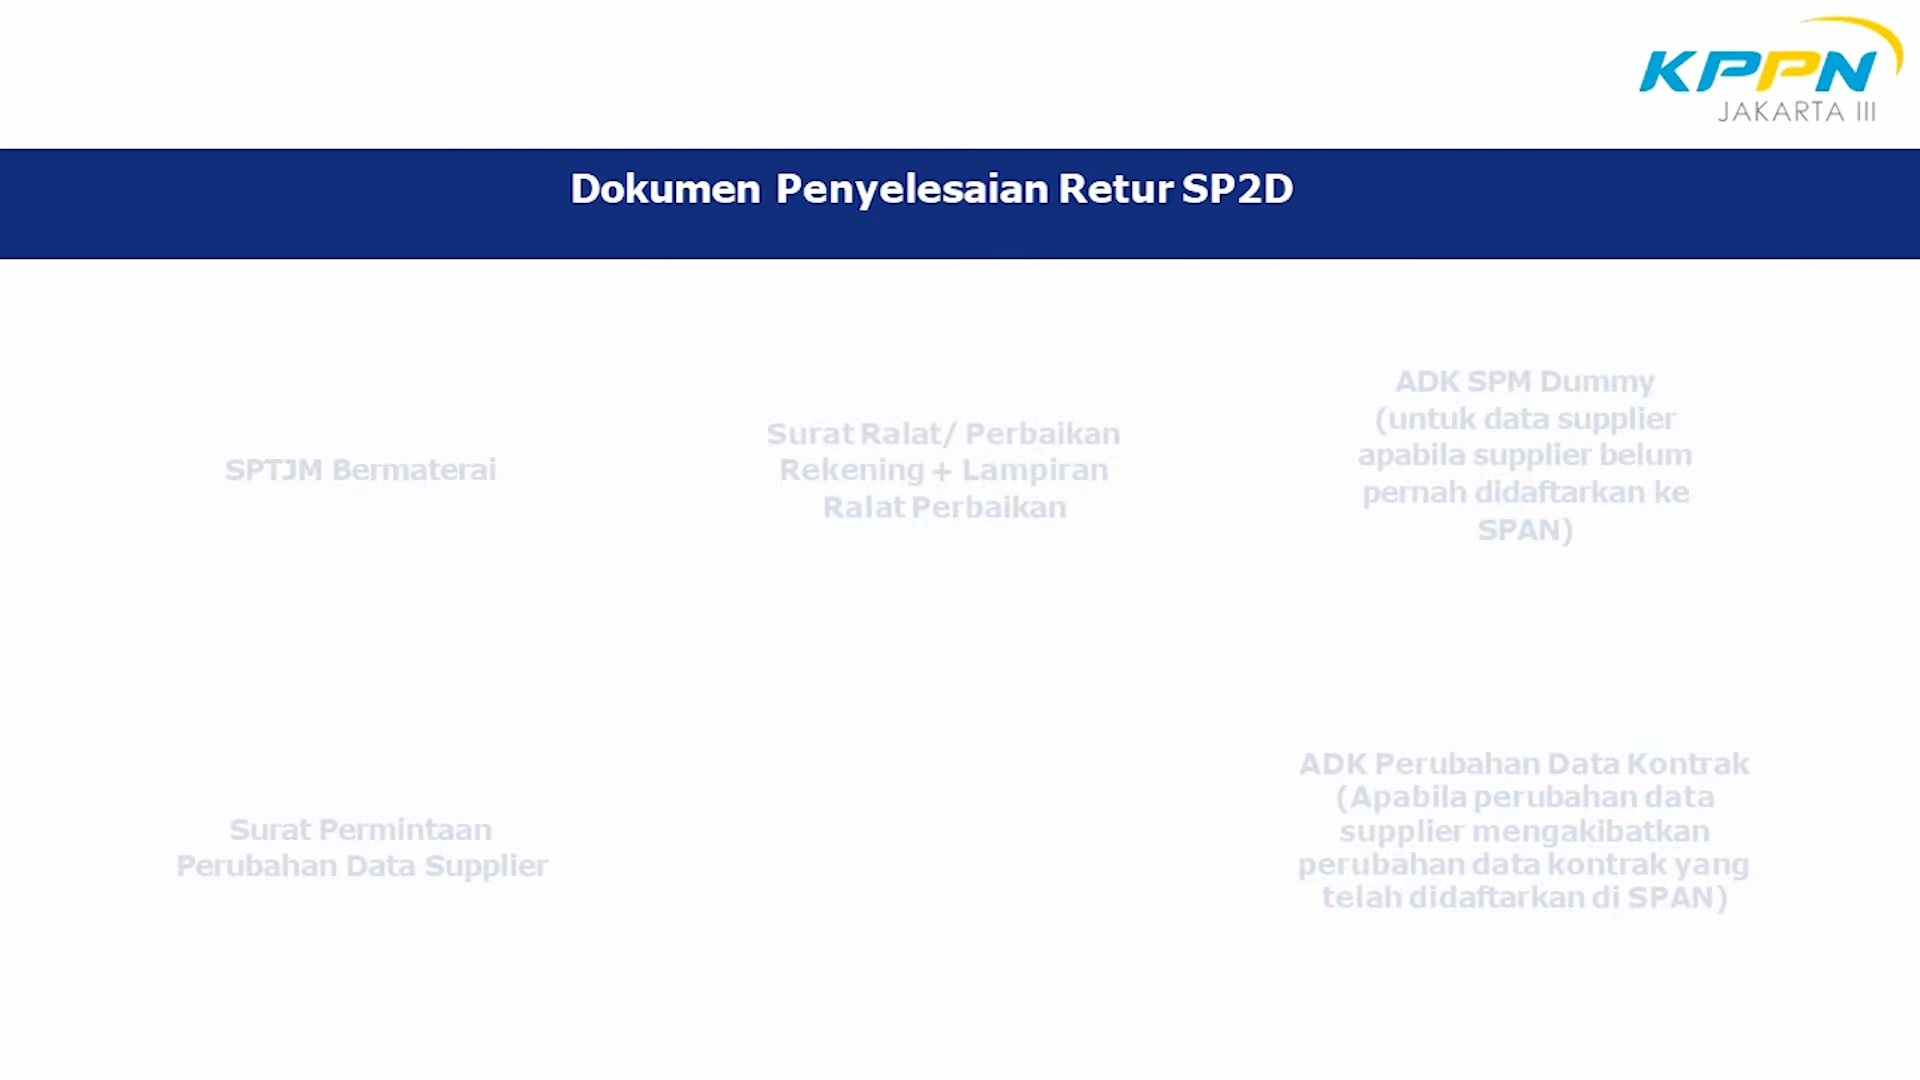 KPPN
JAKARTA III
Dokumen Penyelesaian Retur SP2D
SPTJM Bermaterai
Surat Ralat/ Perbaikan
Rekening + Lampiran
Ralat Perbaikan
ADK SPM Dummy
(untuk data supplier
apabila supplier belum
pernah didaftarkan ke
SPAN)
Surat Permintaan
Perubahan Data Supplier
ADK Perubahan Data Kontrak
(Apabila perubahan data
supplier mengakibatkan
perubahan data kontrak yang
telah didaftarkan di SPAN)